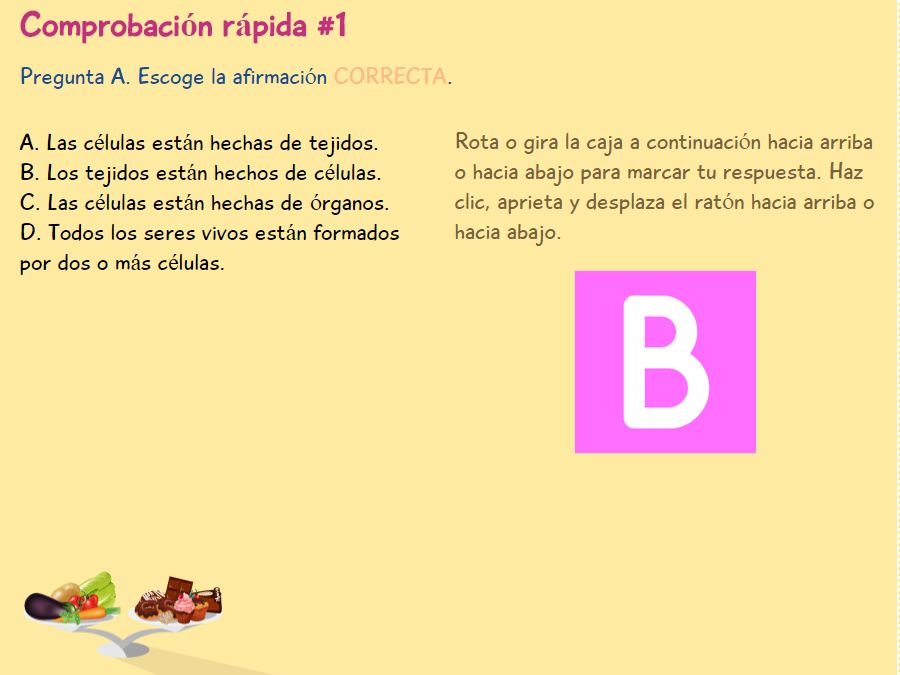 Comprobación rápida #1
Pregunta A. Escoge la afirmación CORRECTA.
A. Las células están hechas de tejidos.
B. Los tejidos están hechos de células.
C. Las células están hechas de órganos.
D. Todos los seres vivos están formados
por dos o más células.
Rota o gira la caja a continuación hacia arriba
o hacia abajo para marcar tu respuesta. Haz
clic, aprieta y desplaza el ratón hacia arriba o
hacia abajo.
B